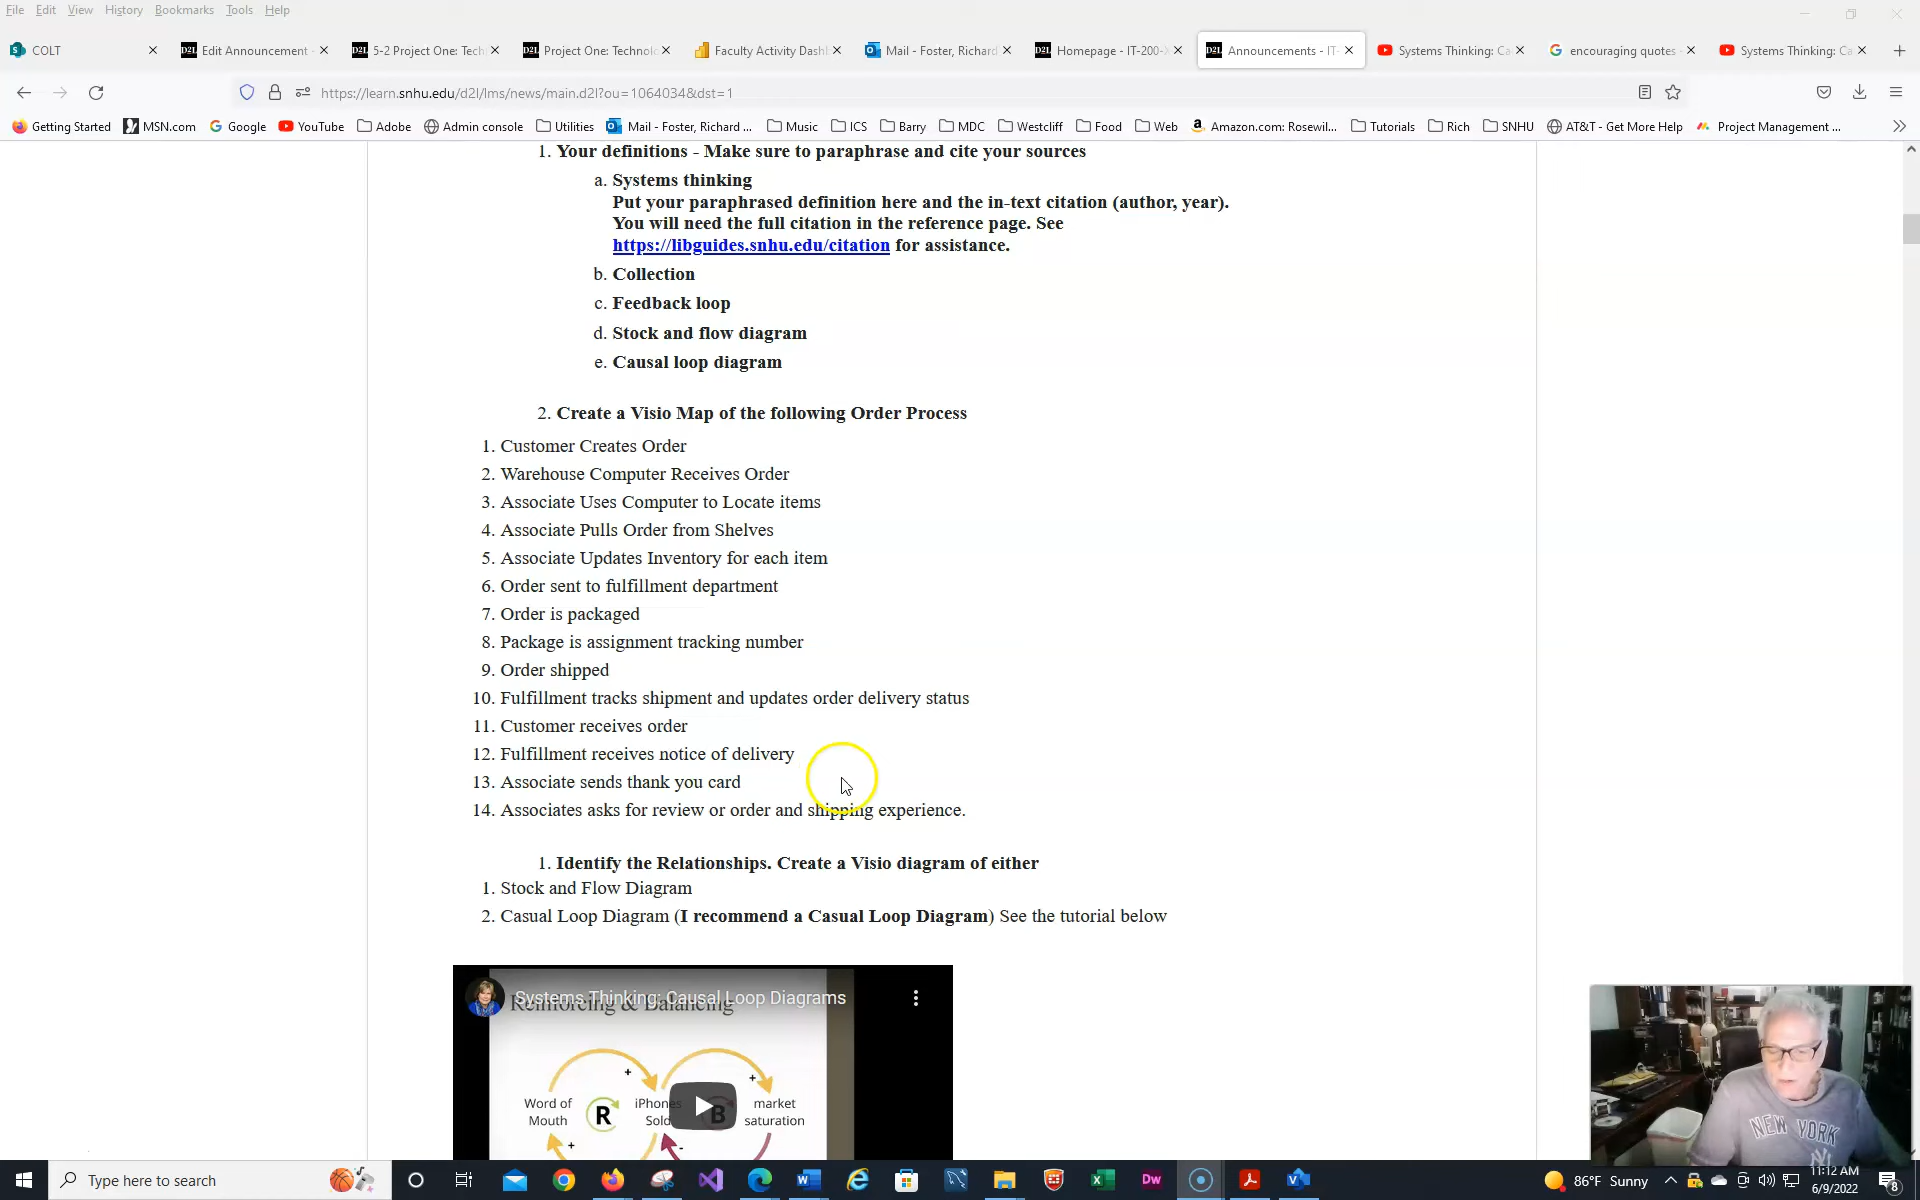 File Edit View History Bookmarks Tools Help
COLT
Edit Announcement -
5-2 Project One: Tech
Project One: Technol
Faculty Activity Dash
Mail - Foster, Richard
Homepage - IT-200-
Announcements - IT-
Systems Thinking: Ca
encouraging quotes -
Systems Thinking: Ca
https://learn.snhu.edu/d2l/lms/news/main.d2l?ou=1064034&dst=1
Getting Started MSN.com Google YouTube Adobe Admin console Utilities Mail - Foster, Richard ... Music ICS Barry MDC Westcliff Food Web Amazon.com: Rosewil... Tutorials Rich SNHU AT&T - Get More Help Project Management ...
1. Your definitions - Make sure to paraphrase and cite your sources
a. Systems thinking
Put your paraphrased definition here and the in-text citation (author, year).
You will need the full citation in the reference page. See
https://libguides.snhu.edu/citation for assistance.
b. Collection
c. Feedback loop
d. Stock and flow diagram
e. Causal loop diagram
2. Create a Visio Map of the following Order Process
1. Customer Creates Order
2. Warehouse Computer Receives Order
3. Associate Uses Computer to Locate items
4. Associate Pulls Order from Shelves
5. Associate Updates Inventory for each item
6. Order sent to fulfillment department
7. Order is packaged
8. Package is assignment tracking number
9. Order shipped
10. Fulfillment tracks shipment and updates order delivery status
11. Customer receives order
12. Fulfillment receives notice of delivery
13. Associate sends thank you card
14. Associates asks for review or order and shipping experience.
1. Identify the Relationships. Create a Visio diagram of either
1. Stock and Flow Diagram
2. Casual Loop Diagram (I recommend a Casual Loop Diagram) See the tutorial below
Systems Thinking: Causal Loop Diagrams
Reinforcing & Balancing
+ +
Word of Mouth
R
iPhones Sold
B
market saturation
+ -
NEW YORK
Type here to search
Dw
86°F Sunny
11:12 AM
6/9/2022
8